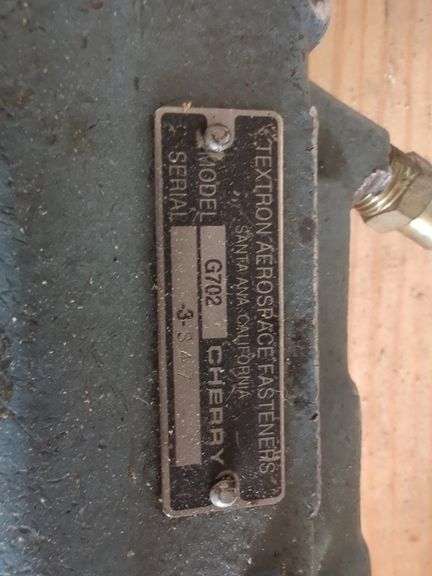 TEXTRON AEROSPACE FASTENERS
SANTA ANA, CALIFORNIA
MODEL G702 CHERRY
SERIAL